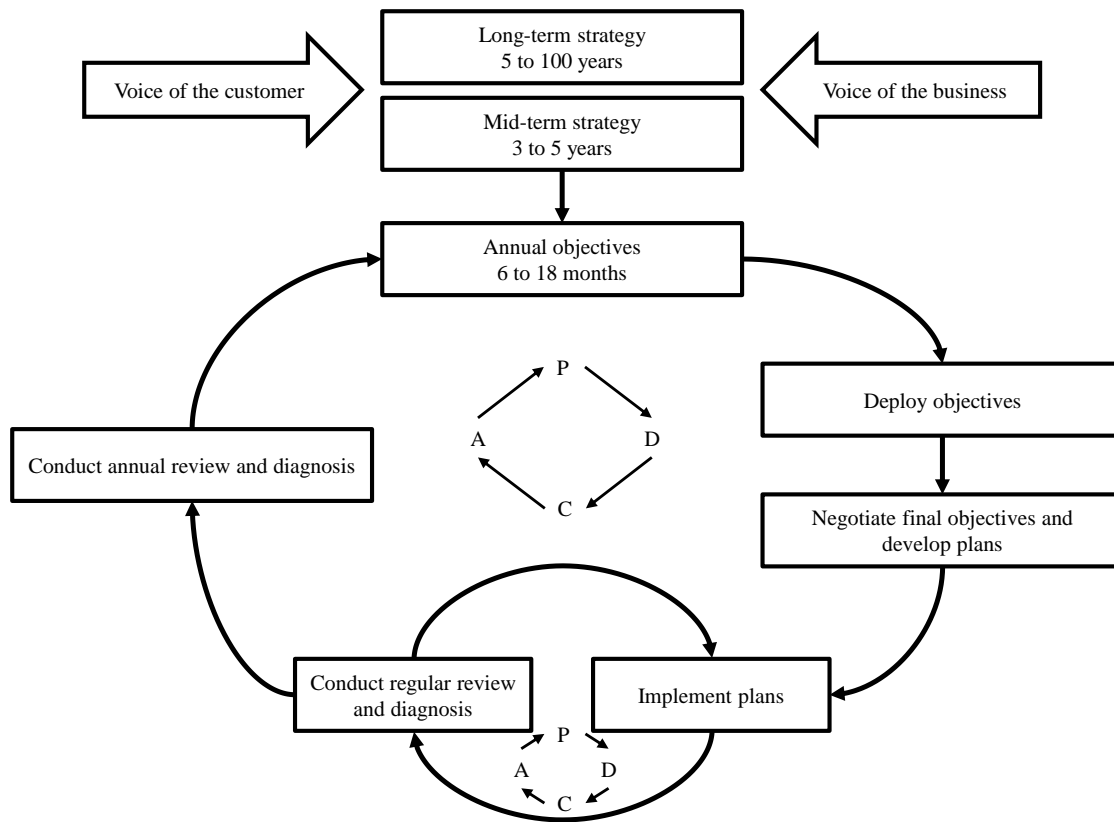 Long-term strategy
5 to 100 years
Voice of the customer
Voice of the business
Mid-term strategy
3 to 5 years
Annual objectives
6 to 18 months
P
A
D
C
Deploy objectives
Conduct annual review and diagnosis
Negotiate final objectives and
develop plans
Conduct regular review
and diagnosis
Implement plans
P
A
D
C